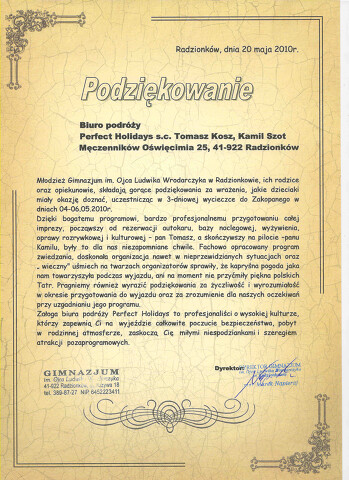 Radzionków, dnia 20 maja 2010r.
Podziękowanie
Biuro podróży
Perfect Holidays s.c. Tomasz Kosz, Kamil Szot
Męczenników Oświęcimia 25, 41-922 Radzionków
Młodzież Gimnazjum im. Ojca Ludwika Wrodarczyka w Radzionkowie, ich rodzice
oraz opiekunowie, składają gorące podziękowania za wrażenia, jakie dzieciaki
miały okazję doznać, uczestnicząc w 3-dniowej wycieczce do Zakopanego w
dniach 04-06.05.2010r.
Dzięki bogatemu programowi, bardzo profesjonalnemu przygotowaniu całej
imprezy, począwszy od rezerwacji autokaru, bazy noclegowej, wyżywienia,
oprawy rozrywkowej i kulturowej - pan Tomasz, a skończywszy na pilocie -panu
Kamilu, były to dla nas niezapomniane chwile. Fachowo opracowany program
zwiedzania, doskonała organizacja nawet w nieprzewidzianych sytuacjach oraz
„ wieczny" uśmiech na twarzach organizatorów sprawiły, że kapryśna pogoda jaka
nam towarzyszyła podczas wyjazdu, ani na moment nie przyćmiły piękna polskich
Tatr. Pragniemy również wyrazić podziękowania za życzliwość i wyrozumiałość
w okresie przygotowania do wyjazdu oraz za zrozumienie dla naszych oczekiwań
przy uzgadnianiu jego programu.
Załoga biura podróży Perfect Holidays to profesjonaliści o wysokiej kulturze,
którzy zapewnią Ci na wyjeździe całkowite poczucie bezpieczeństwa, pobyt
w rodzinnej atmosferze, zaskoczą Cię miłymi niespodziankami i szeregiem
atrakcji pozaprogramowych.
Dyrektor
GIMNAZJUM
im. Ojca
41-922 Radzionków
tel. 389-87-27 NIP 6452223411